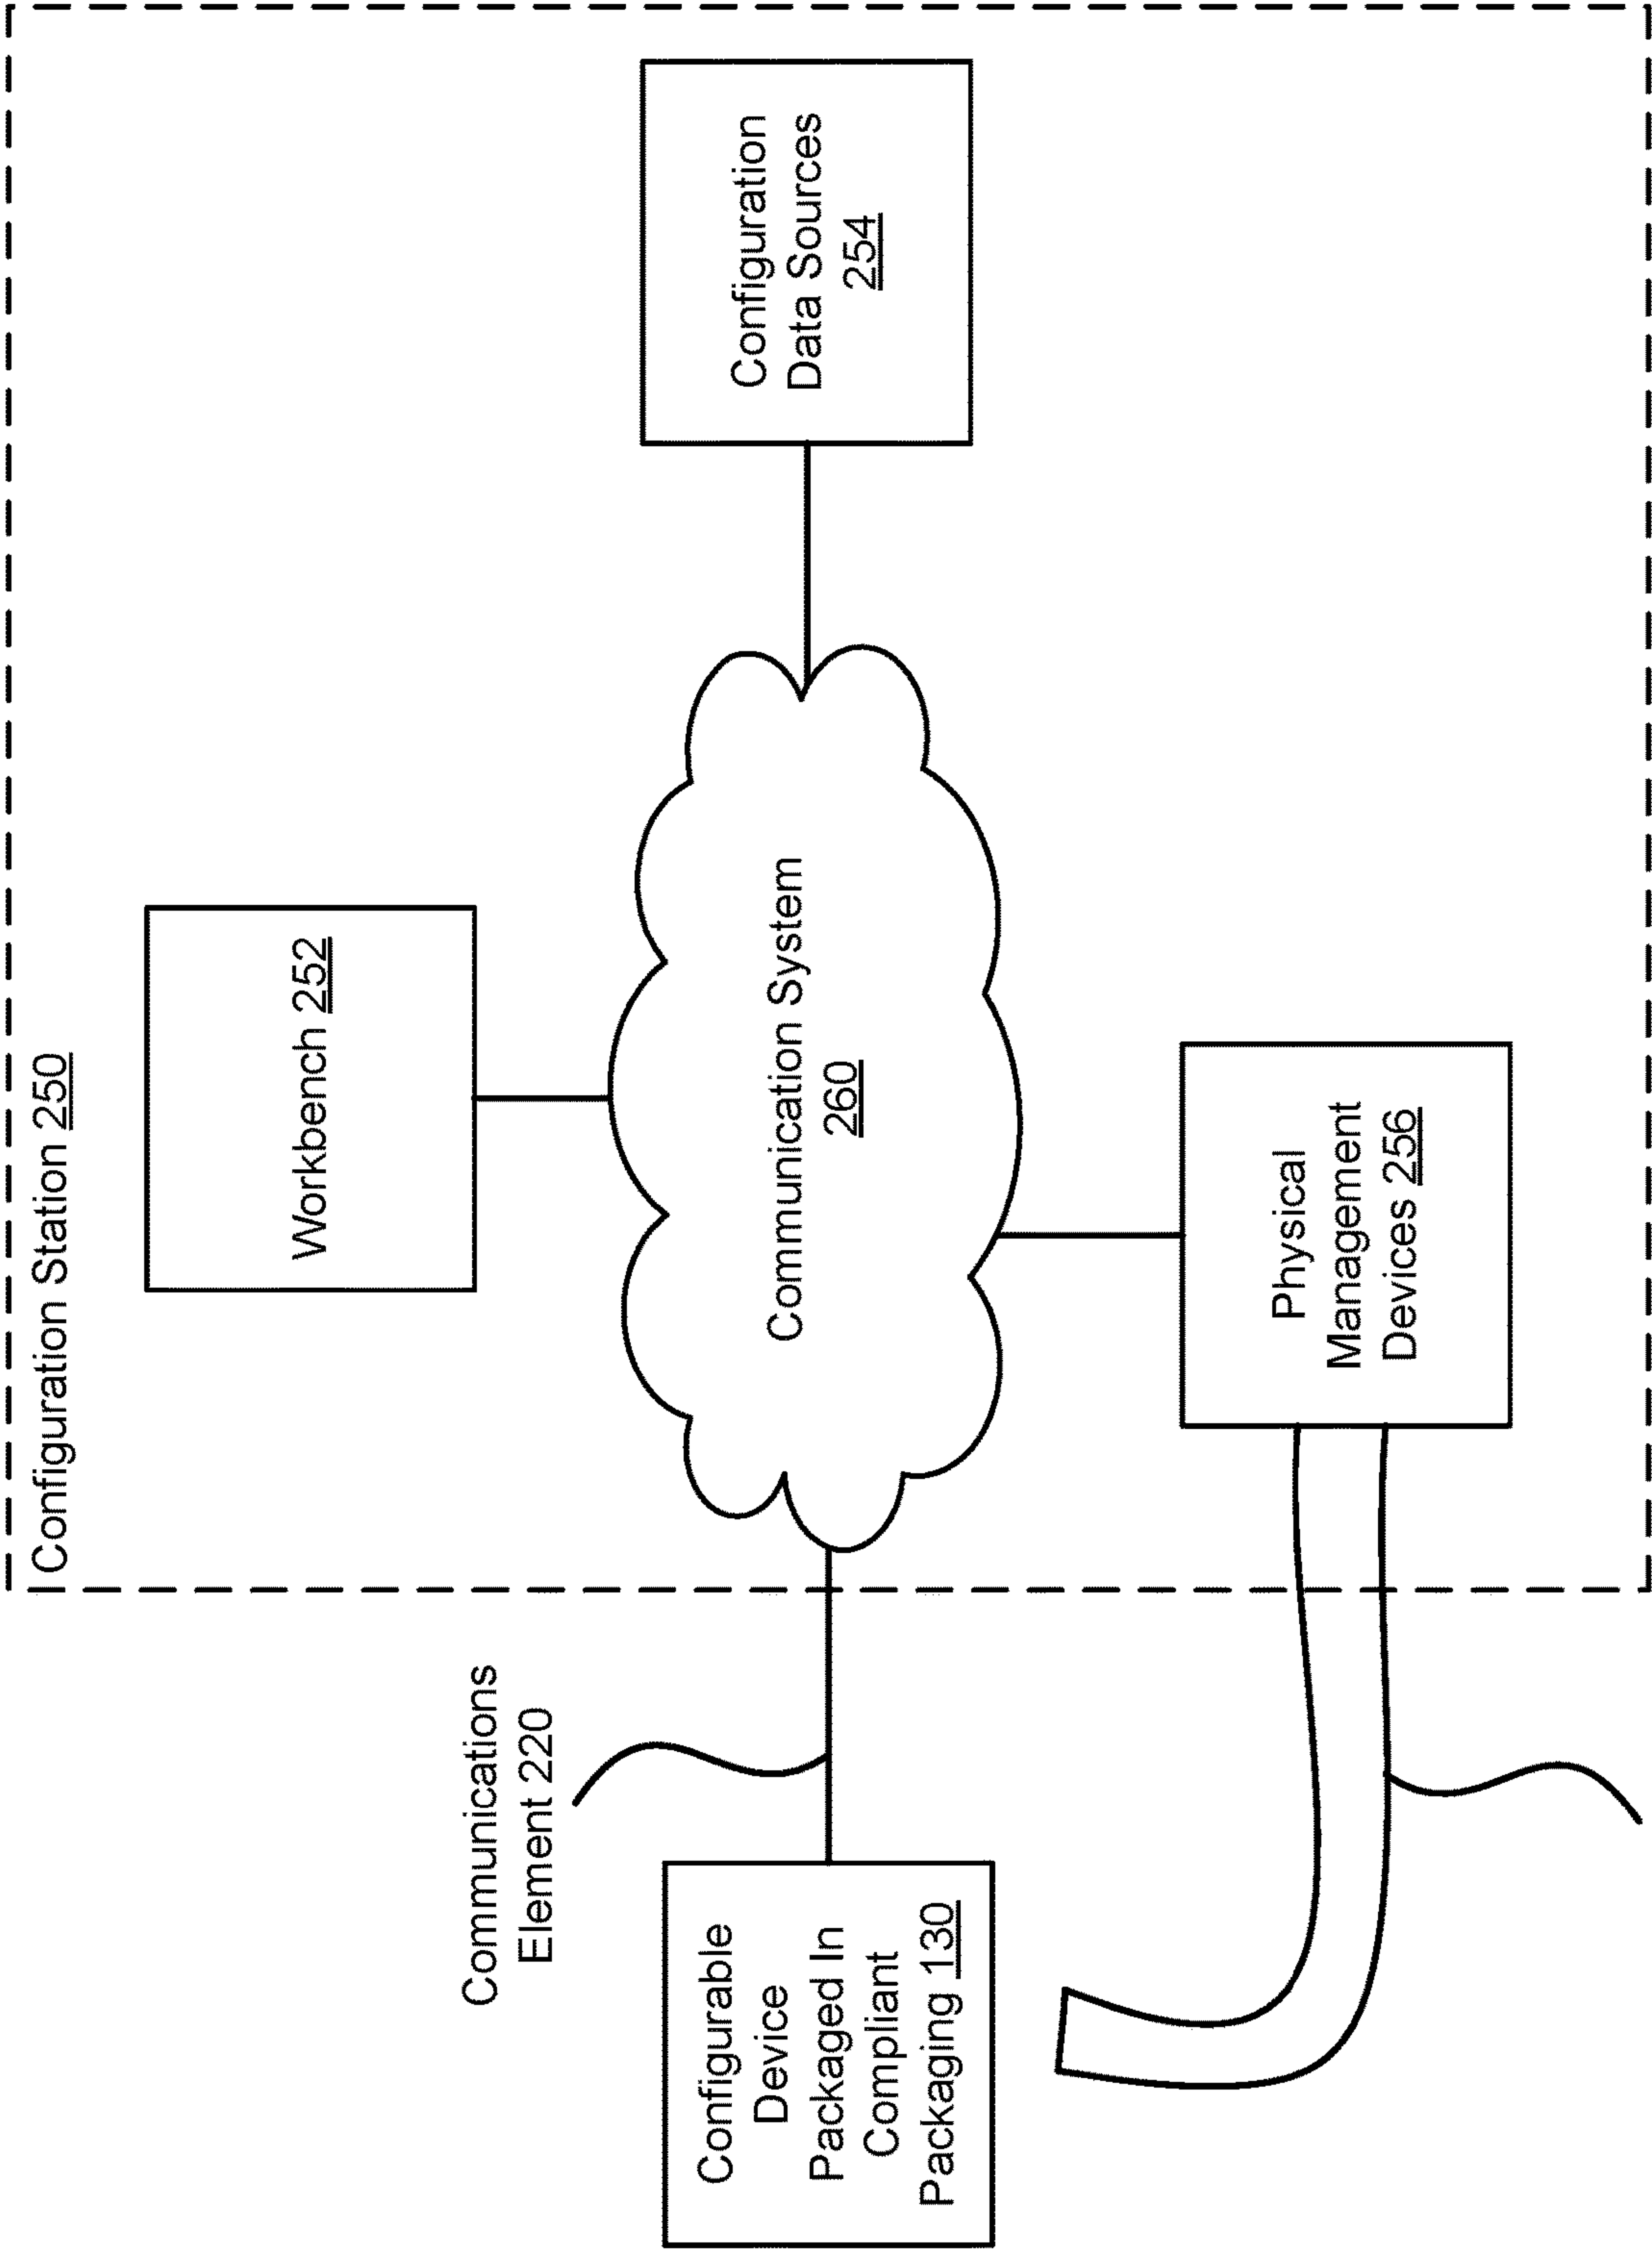 Configuration Station 250
Workbench 252
Communications
Element 220
Configurable
Device
Packaged In
Compliant
Packaging 130
Communication System
260
Configuration
Data Sources
254
Physical
Management
Devices 256